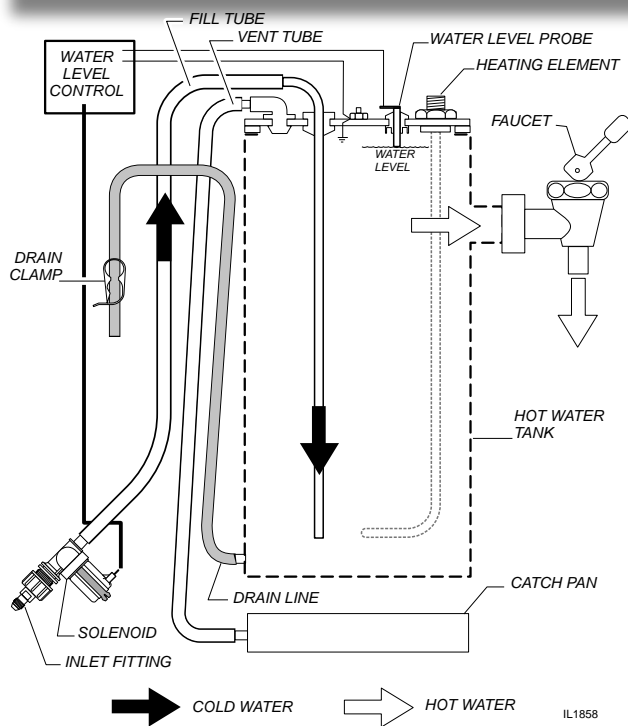 FILL TUBE
VENT TUBE
WATER
LEVEL
CONTROL
WATER LEVEL PROBE
HEATING ELEMENT
FAUCET
WATER
LEVEL
DRAIN
CLAMP
HOT WATER
TANK
DRAIN LINE
CATCH PAN
SOLENOID
INLET FITTING
COLD WATER
HOT WATER
IL1858